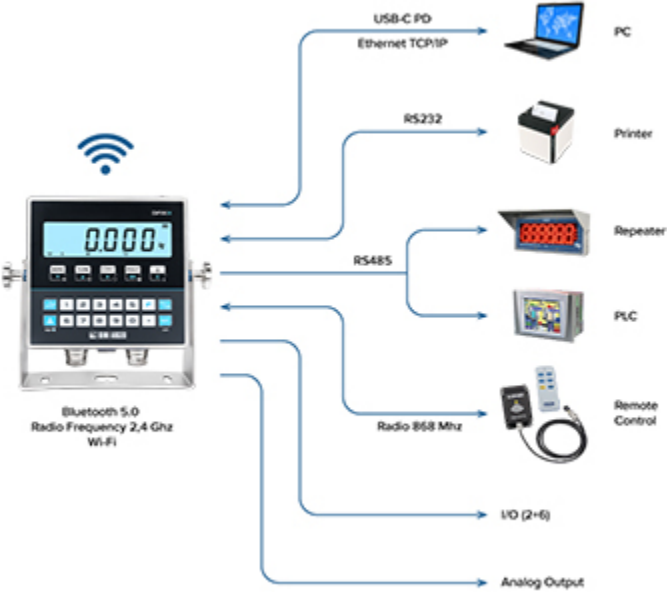 USB-C PD
Ethernet TCP/IP
PC
RS232
Printer
0.000
Repeater
RS485
PLC
Bluetooth 5.0
Radio Frequency 2,4 Ghz
Wi-Fi
Radio 868 Mhz
Remote
Control
I/O (2+6)
Analog Output